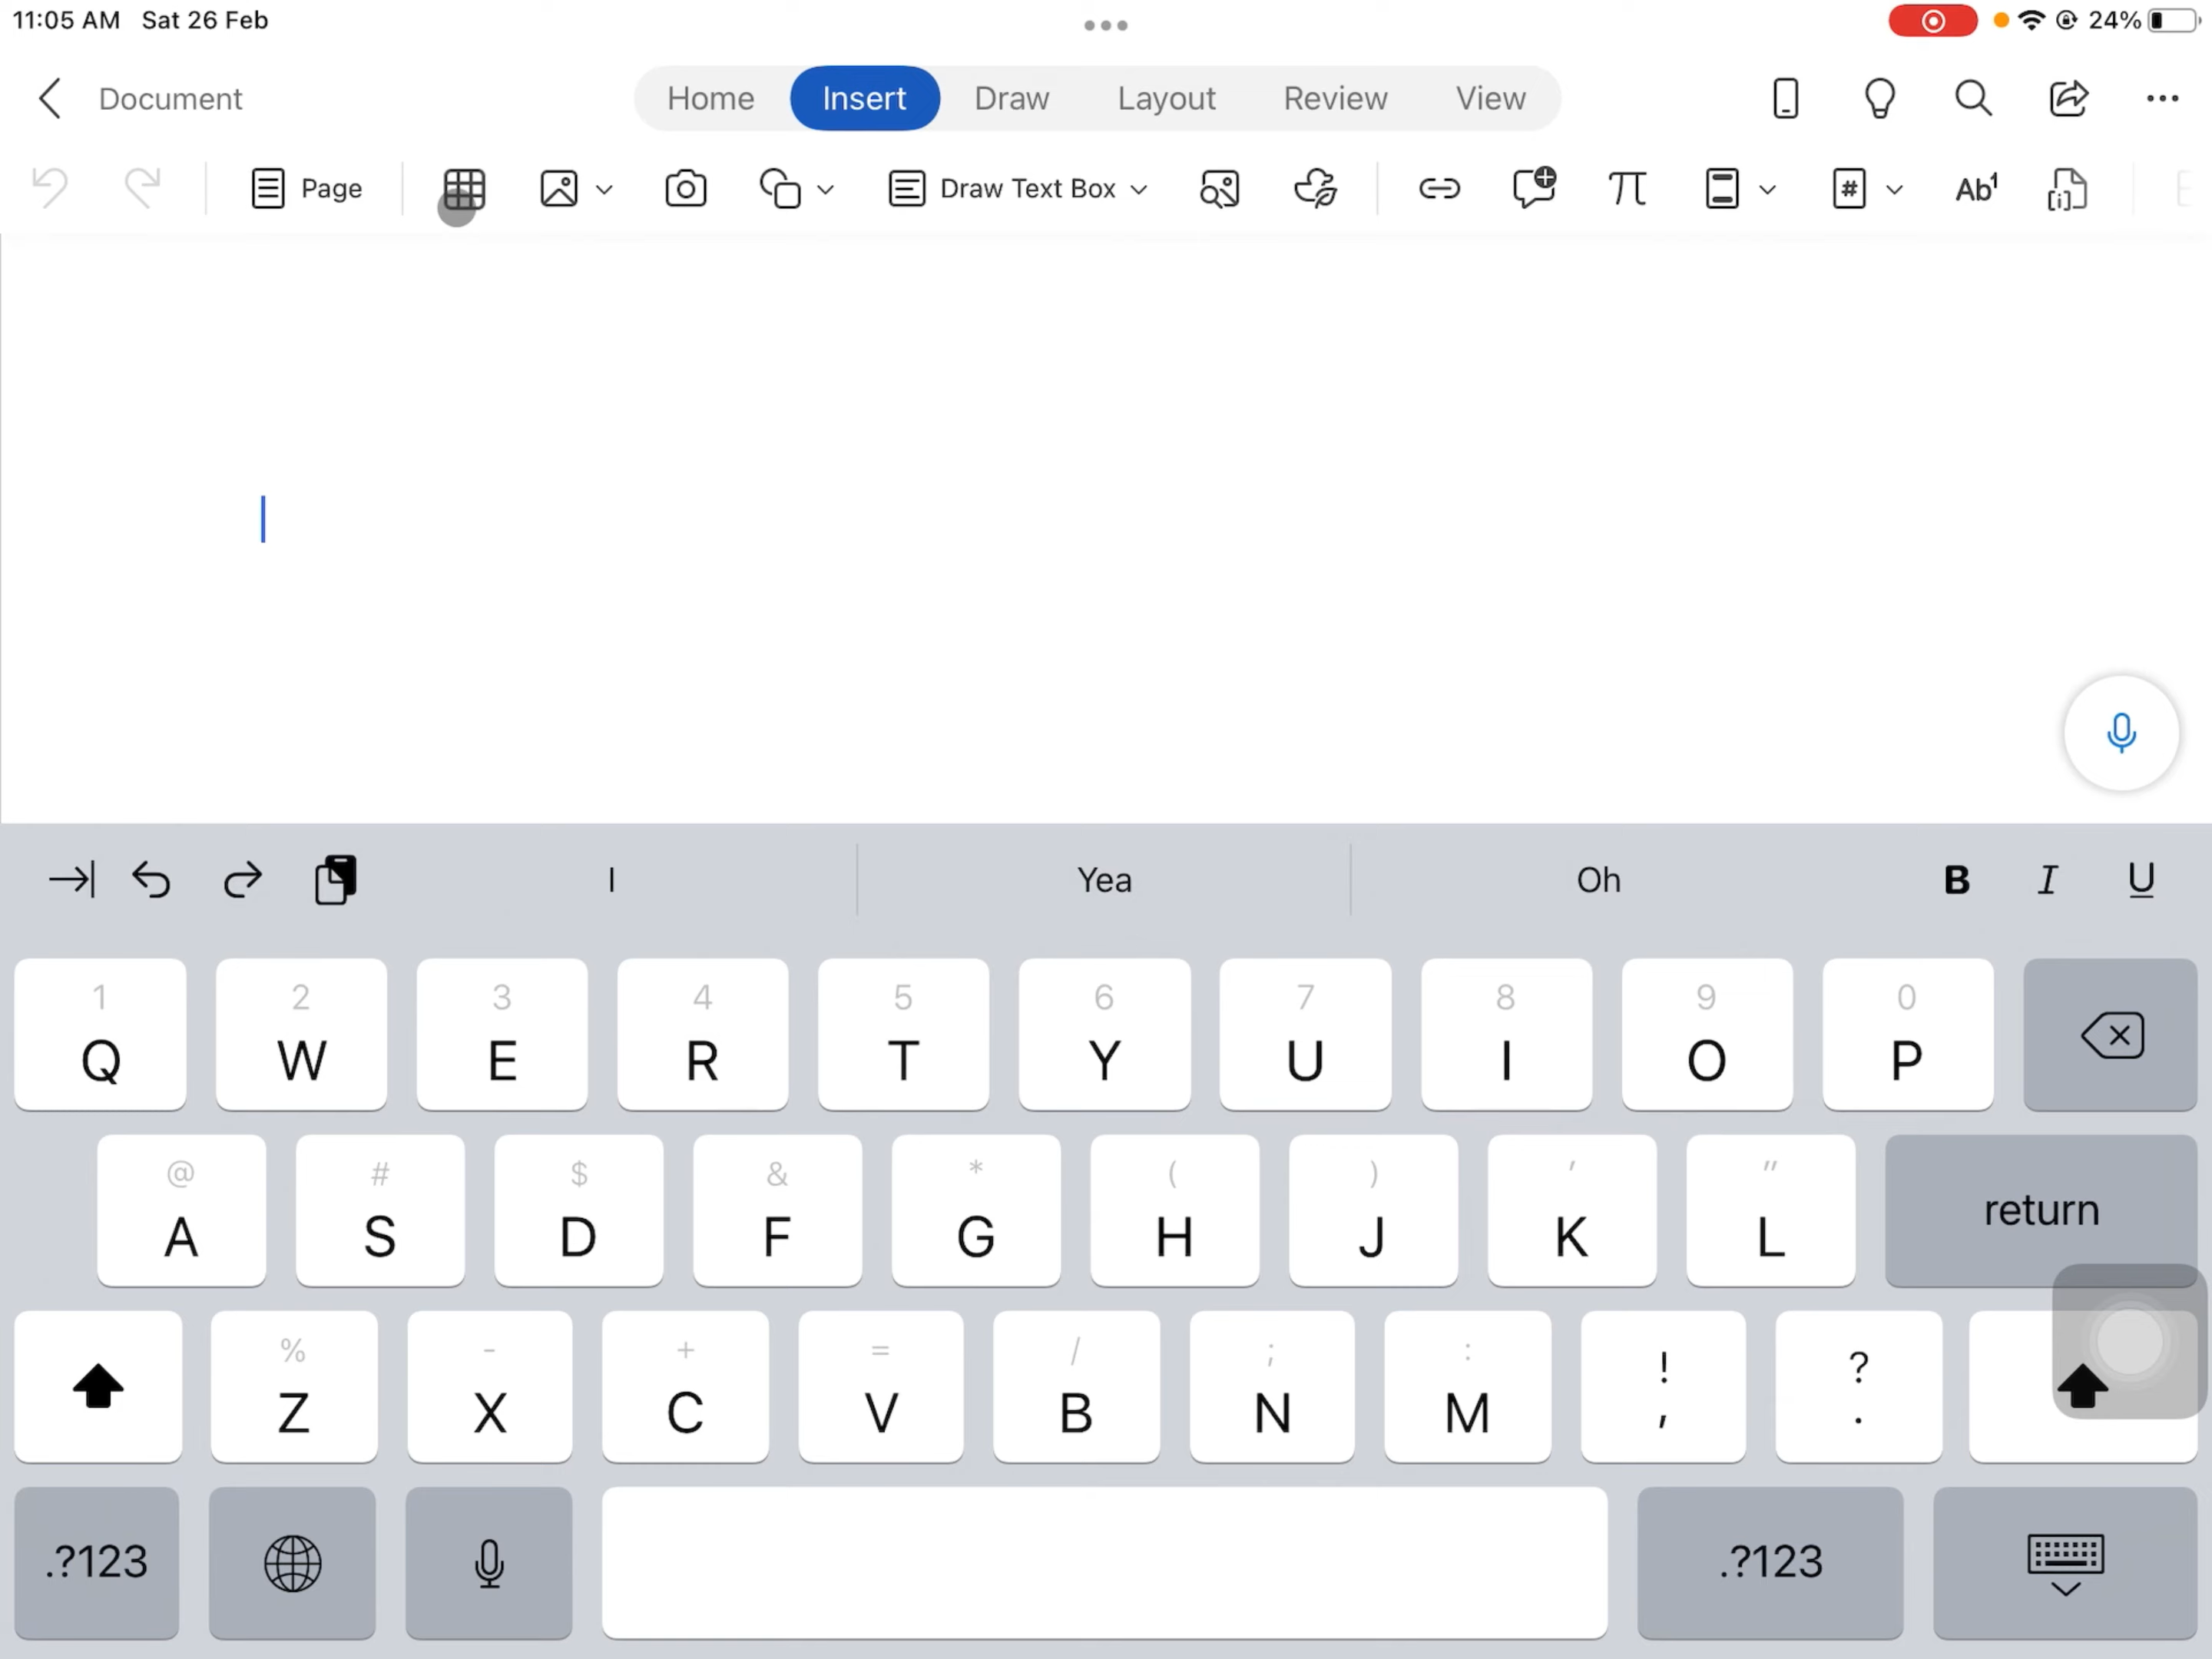 11:05 AM Sat 26 Feb
24%
Document
Home Insert Draw Layout Review View
Page
Draw Text Box
#
Ab1
[i]
I Yea Oh B I U
1 2 3 4 5 6 7 8 9 0
Q W E R T Y U I O P
@ # $ & * ( ) ' "
A S D F G H J K L return
% - + = / ; : ! ?
Z X C V B N M , .
.?123 .?123